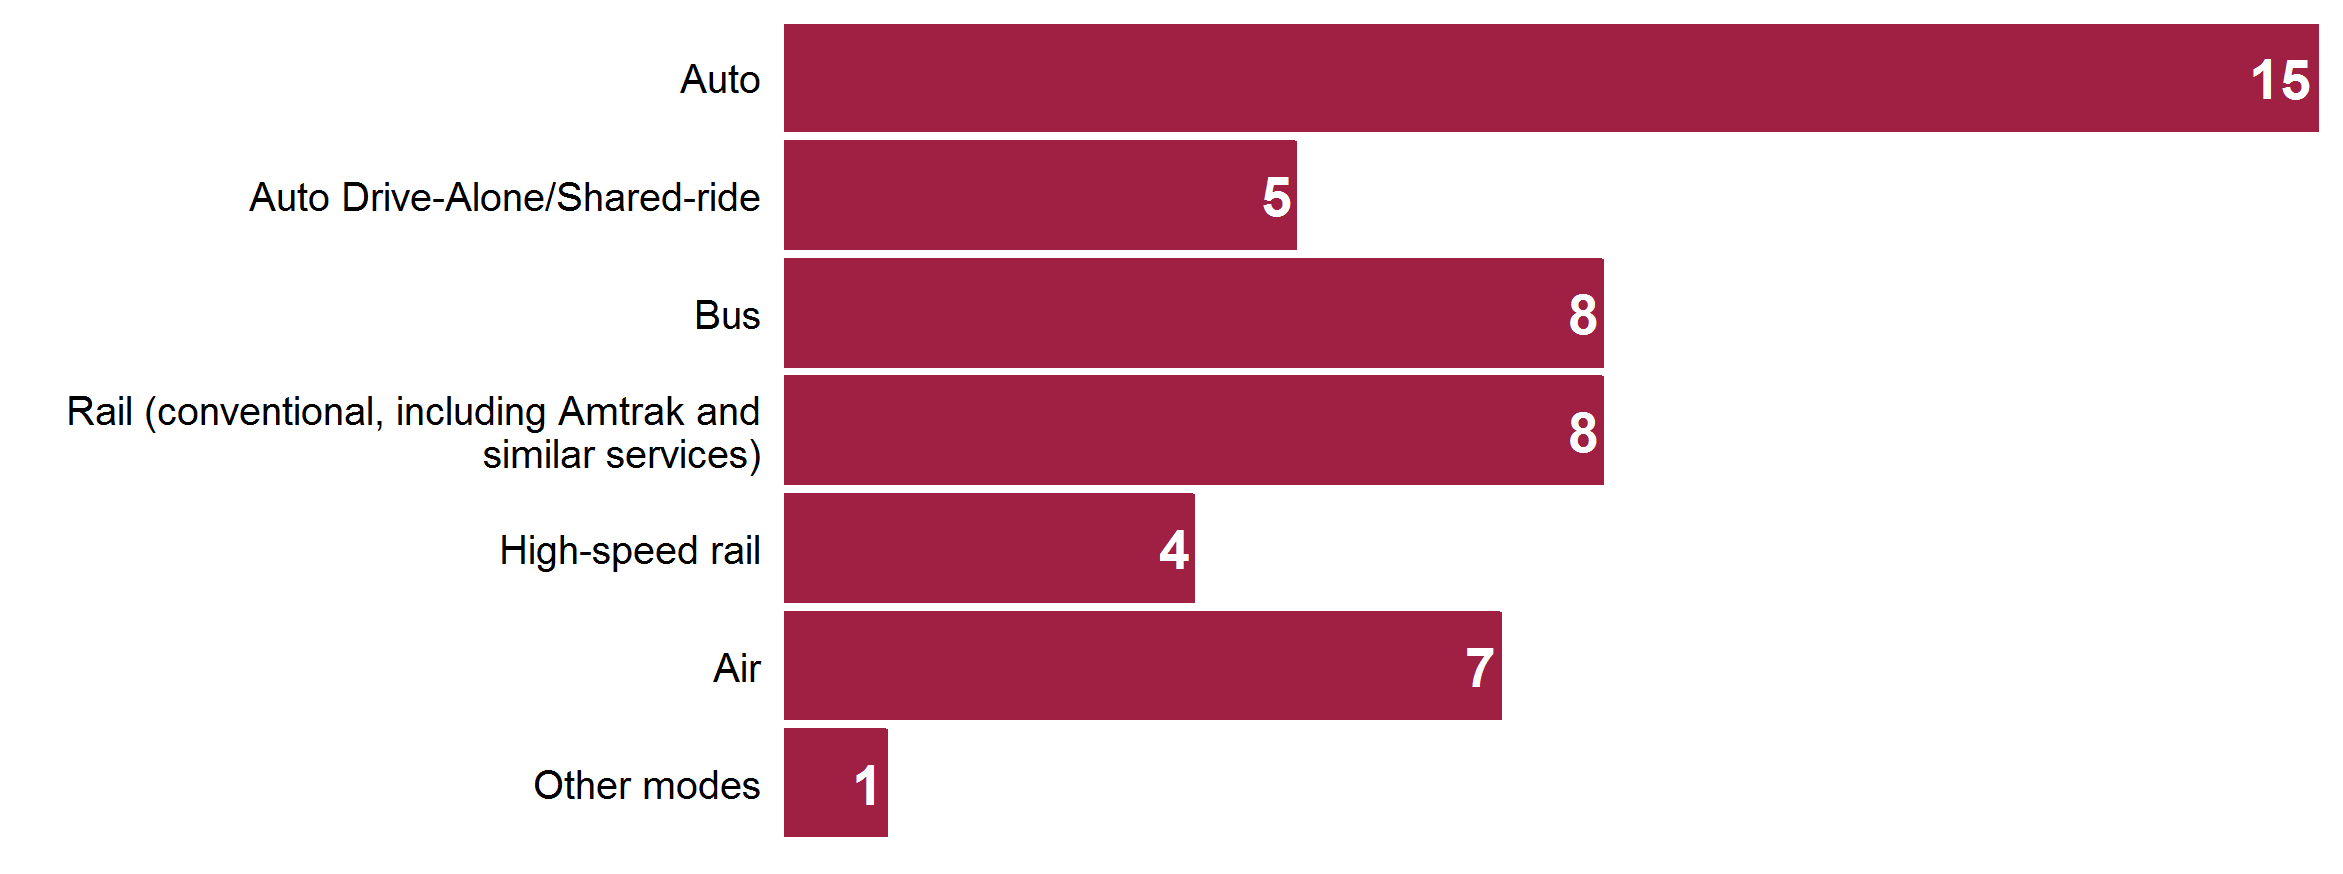 Auto
15
Auto Drive-Alone/Shared-ride
5
Bus
8
Rail (conventional, including Amtrak and
similar services)
8
High-speed rail
4
Air
7
Other modes
1